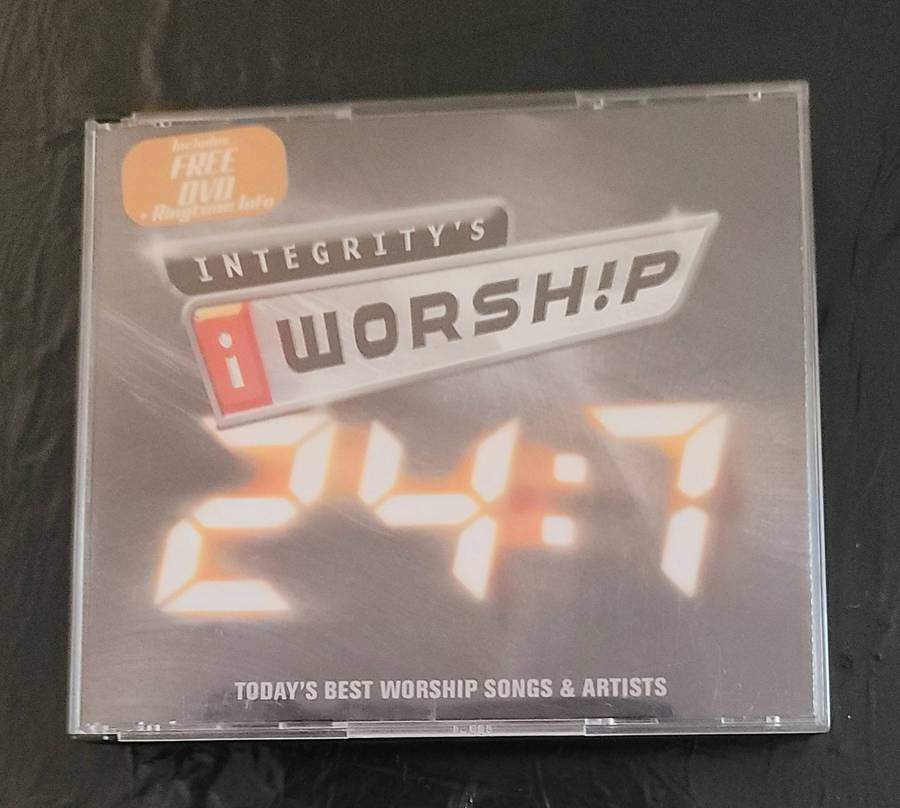 Includes
FREE
DVD
+ Ringtone Info
INTEGRITY'S
i WORSH!P
24:7
TODAY'S BEST WORSHIP SONGS & ARTISTS